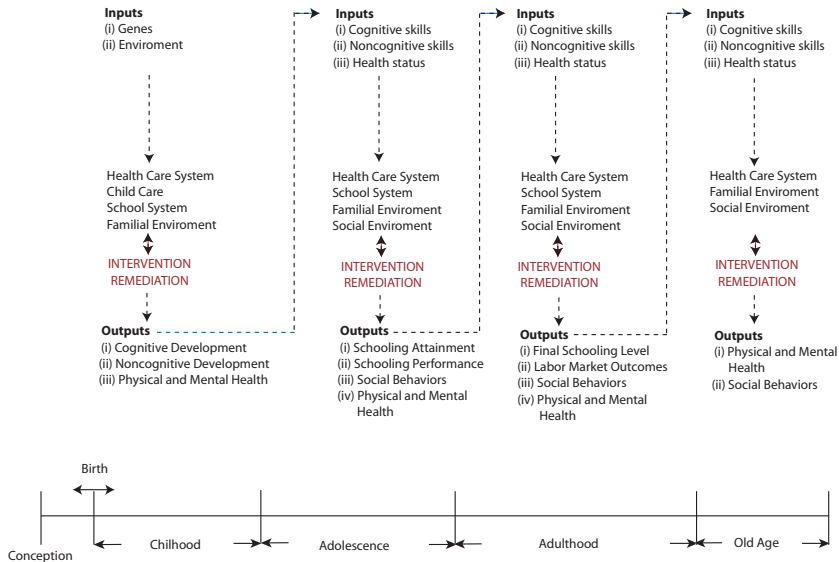 Inputs
(i) Genes
(ii) Enviroment
Health Care System
Child Care
School System
Familial Enviroment
INTERVENTION
REMEDIATION
Outputs
(i) Cognitive Development
(ii) Noncognitive Development
(iii) Physical and Mental Health
Inputs
(i) Cognitive skills
(ii) Noncognitive skills
(iii) Health status
Health Care System
School System
Familial Enviroment
Social Enviroment
INTERVENTION
REMEDIATION
Outputs
(i) Schooling Attainment
(ii) Schooling Performance
(iii) Social Behaviors
(iv) Physical and Mental
Health
Inputs
(i) Cognitive skills
(ii) Noncognitive skills
(iii) Health status
Health Care System
School System
Familial Enviroment
Social Enviroment
INTERVENTION
REMEDIATION
Outputs
(i) Final Schooling Level
(ii) Labor Market Outcomes
(iii) Social Behaviors
(iv) Physical and Mental
Health
Inputs
(i) Cognitive skills
(ii) Noncognitive skills
(iii) Health status
Health Care System
Familial Enviroment
Social Enviroment
INTERVENTION
REMEDIATION
Outputs
(i) Physical and Mental
Health
(ii) Social Behaviors
Birth
Conception
Chilhood
Adolescence
Adulthood
Old Age